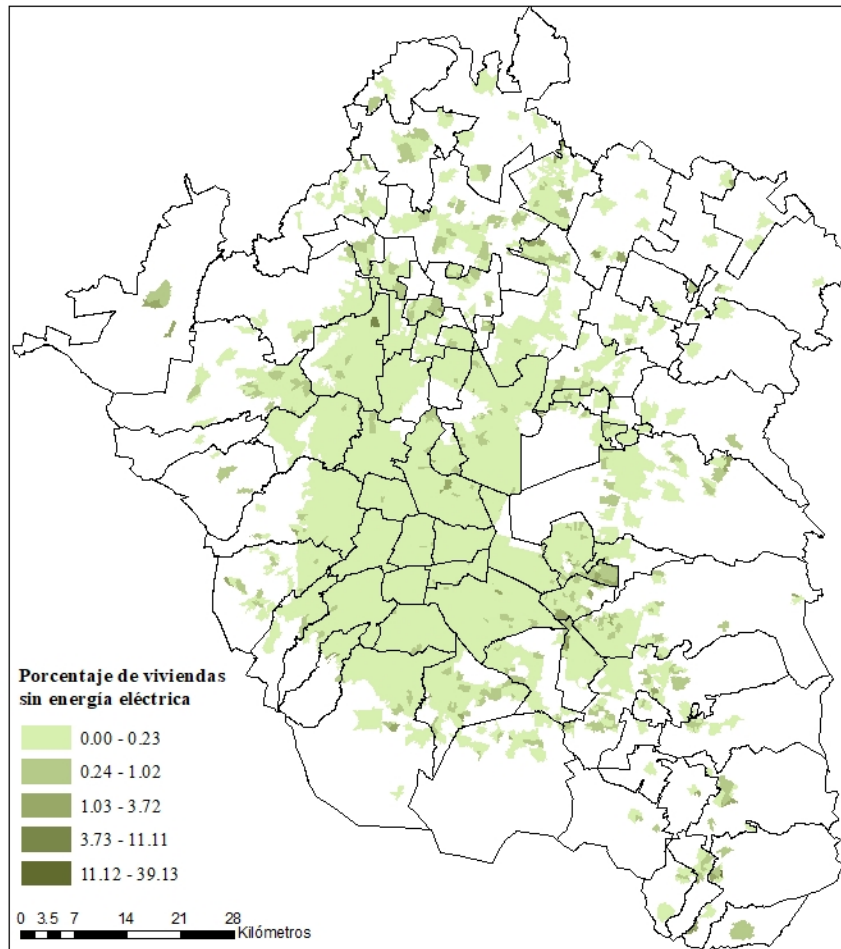 Porcentaje de viviendas
sin energía eléctrica
0.00 - 0.23
0.24 - 1.02
1.03 - 3.72
3.73 - 11.11
11.12 - 39.13
0 3.5 7 14 21 28
Kilómetros